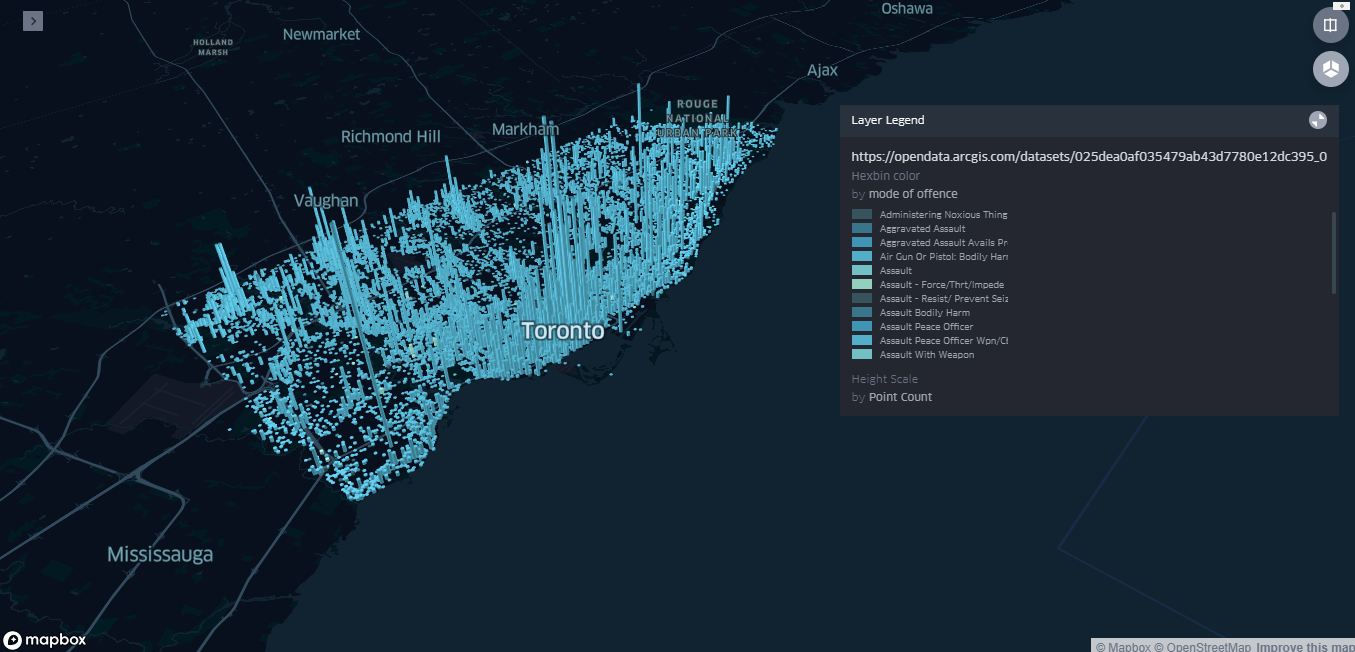 Oshawa
Newmarket
HOLLAND
MARSH
Ajax
ROUGE
NATIONAL
URBAN PARK
Markham
Richmond Hill
Vaughan
Toronto
Mississauga
Layer Legend
https://opendata.arcgis.com/datasets/025dea0af035479ab43d7780e12dc395_0
Hexbin color
by mode of offence
Administering Noxious Thing
Aggravated Assault
Aggravated Assault Avails Pr
Air Gun Or Pistol: Bodily Harm
Assault
Assault - Force/Thrt/Impede
Assault - Resist/ Prevent Seiz
Assault Bodily Harm
Assault Peace Officer
Assault Peace Officer Wpn/Cl
Assault With Weapon
Height Scale
by Point Count
mapbox
© Mapbox © OpenStreetMap Improve this map